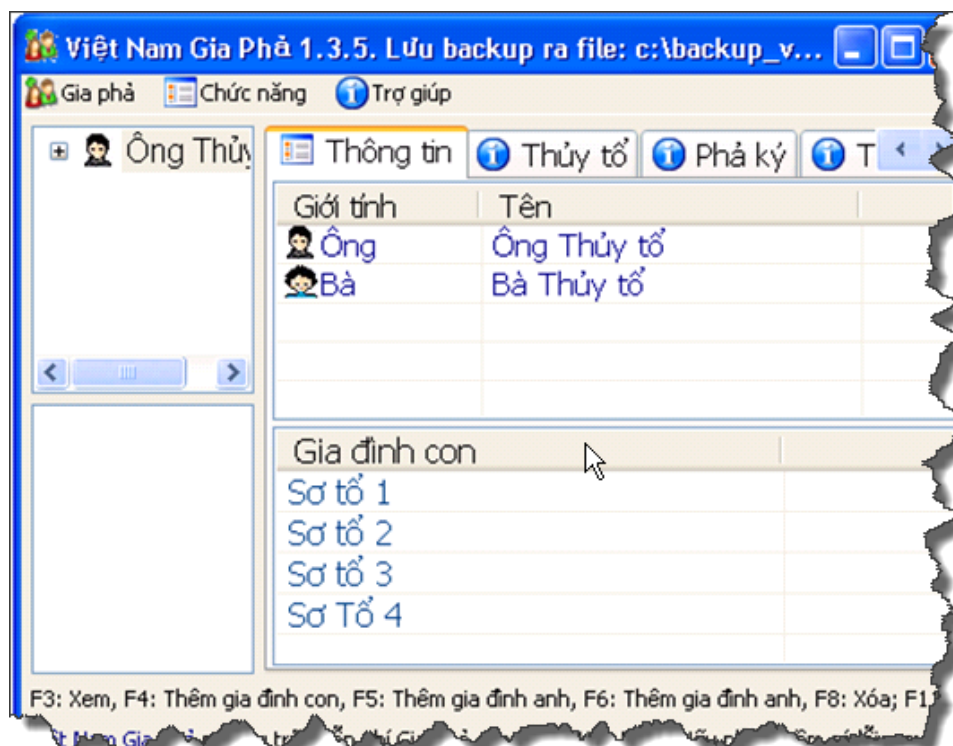 Việt Nam Gia Phả 1.3.5. Lưu backup ra file: c:\backup_v...
Gia phả Chức năng Trợ giúp
Ông Thủy
Thông tin Thủy tổ Phả ký T
Giới tính Tên
Ông Ông Thủy tổ
Bà Bà Thủy tổ
Gia đình con
Sơ tổ 1
Sơ tổ 2
Sơ tổ 3
Sơ Tổ 4
F3: Xem, F4: Thêm gia đình con, F5: Thêm gia đình anh, F6: Thêm gia đình anh, F8: Xóa; F1
Nam Gia